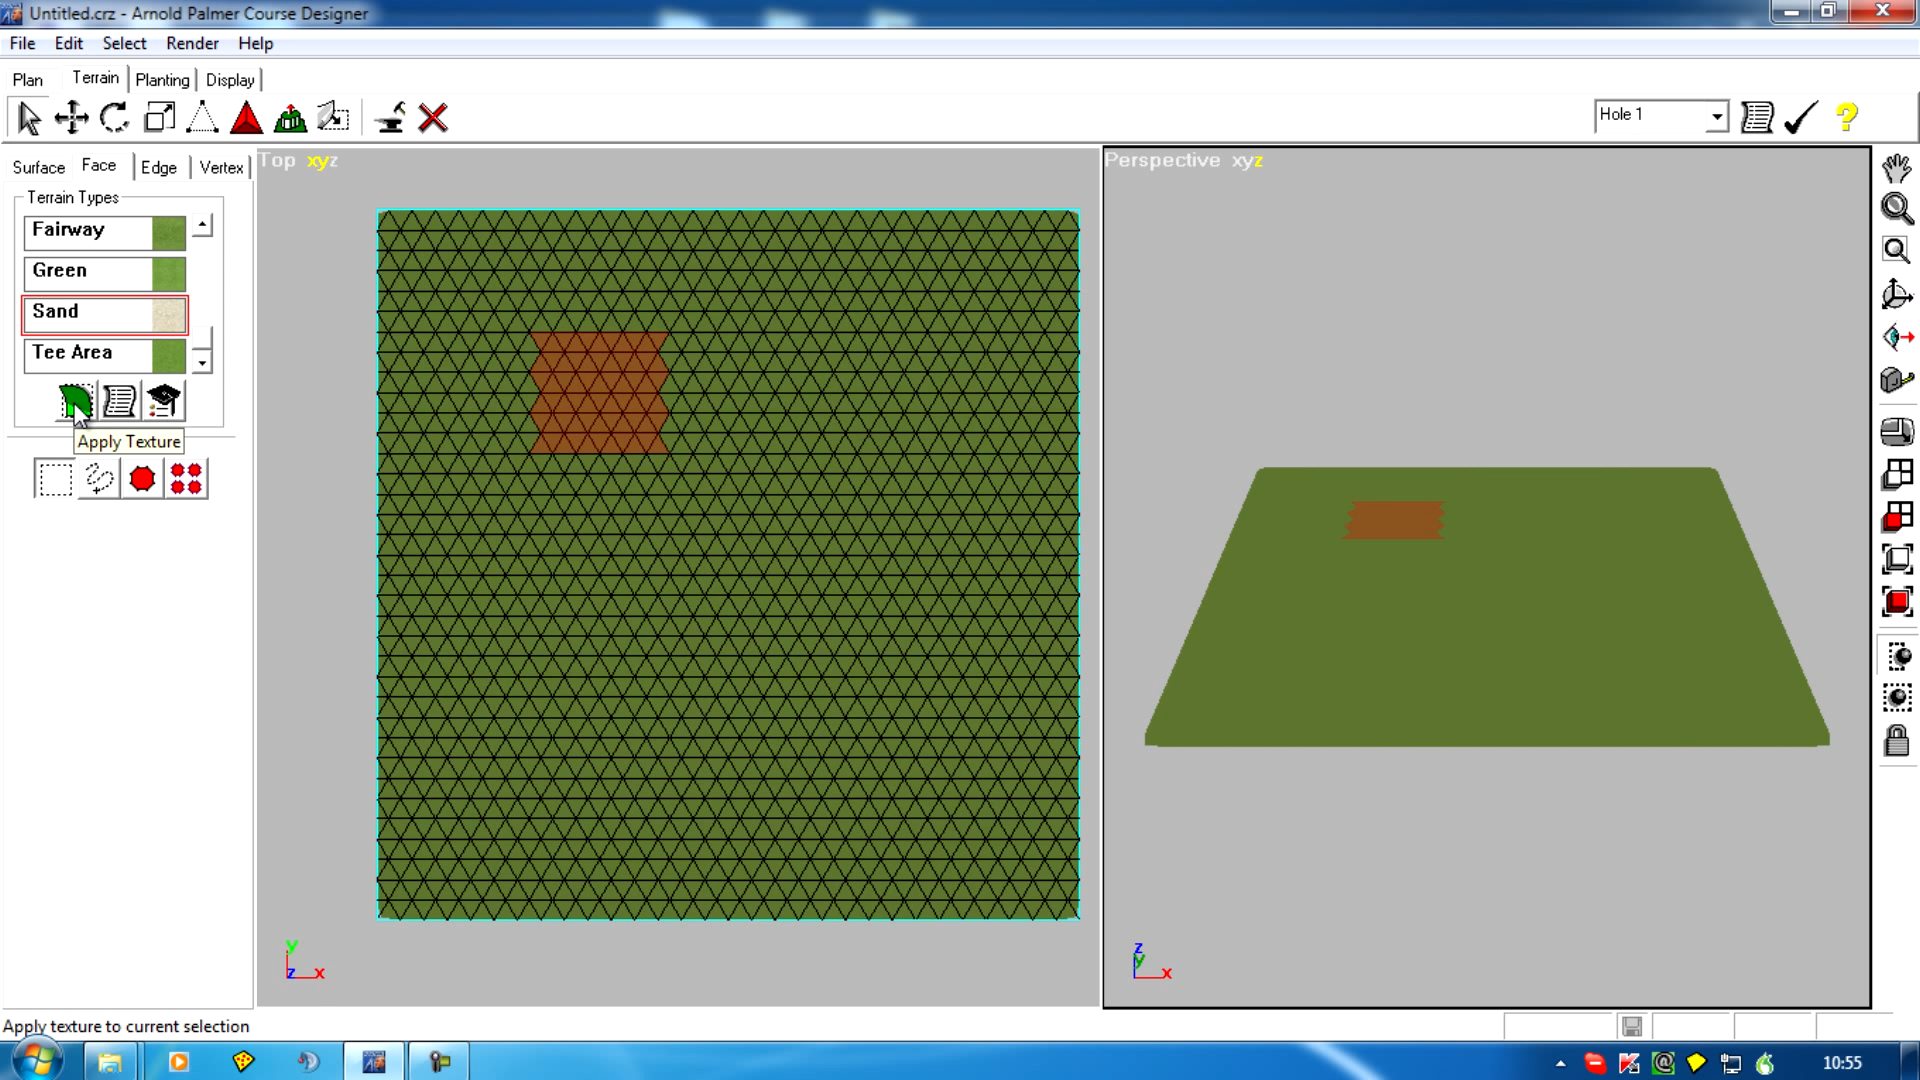 Untitled.crz - Arnold Palmer Course Designer
File Edit Select Render Help
Plan Terrain Planting Display
Hole 1
Surface Face Edge Vertex
Terrain Types
Fairway
Green
Sand
Tee Area
Apply Texture
Top xyz
Perspective xyz
y
z x
z
y
x
Apply texture to current selection
10:55